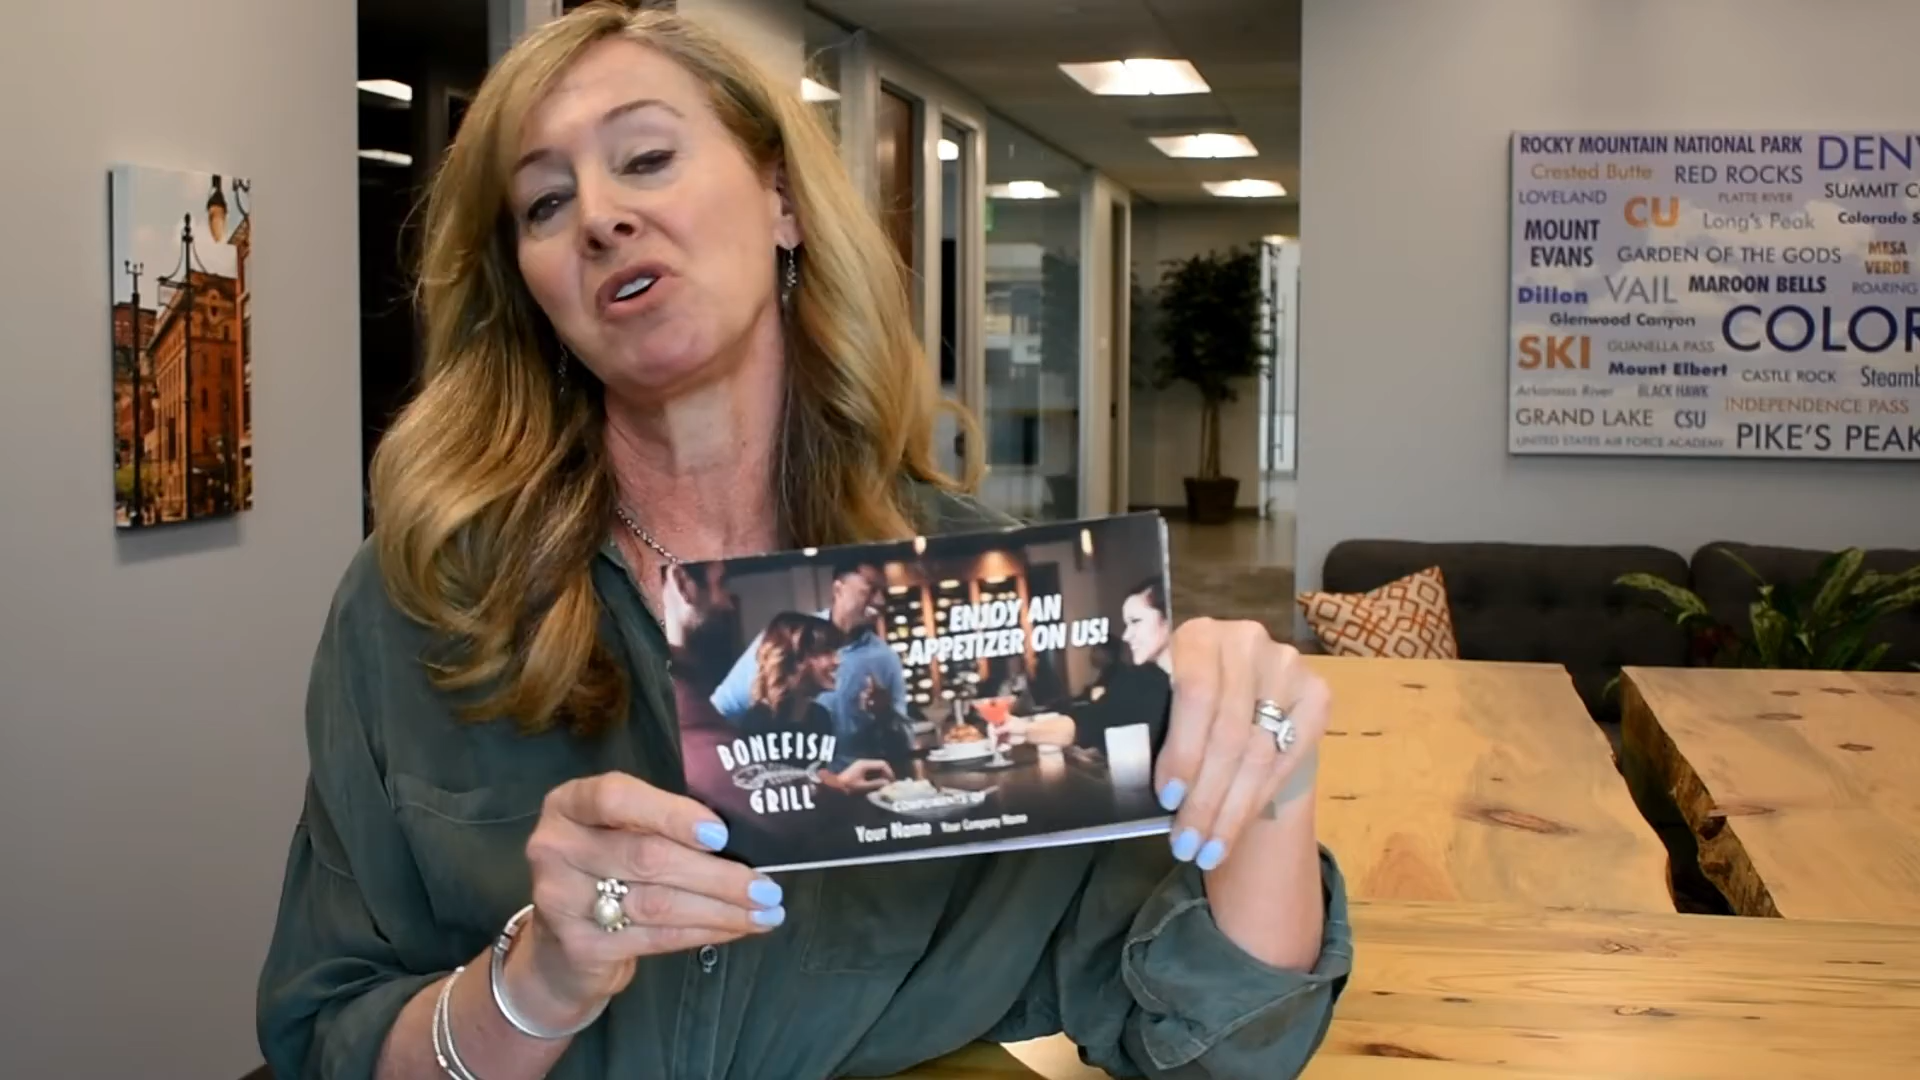 ENJOY AN
APPETIZER ON US!
BONEFISH
GRILL
COMPLIMENTS OF
Your Name Your Company Name
ROCKY MOUNTAIN NATIONAL PARK
DENV
Crested Butte
RED ROCKS
SUMMIT C
LOVELAND
PLATTE RIVER
CU
Long's Peak
Colorado S
MOUNT
EVANS
GARDEN OF THE GODS
MESA
VERDE
Dillon
VAIL
MAROON BELLS
ROARING
Glenwood Canyon
COLOR
SKI
GUANELLA PASS
Mount Elbert
CASTLE ROCK
Steamb
Arkansas River
BLACK HAWK
INDEPENDENCE PASS
GRAND LAKE
CSU
UNITED STATES AIR FORCE ACADEMY
PIKE'S PEAK